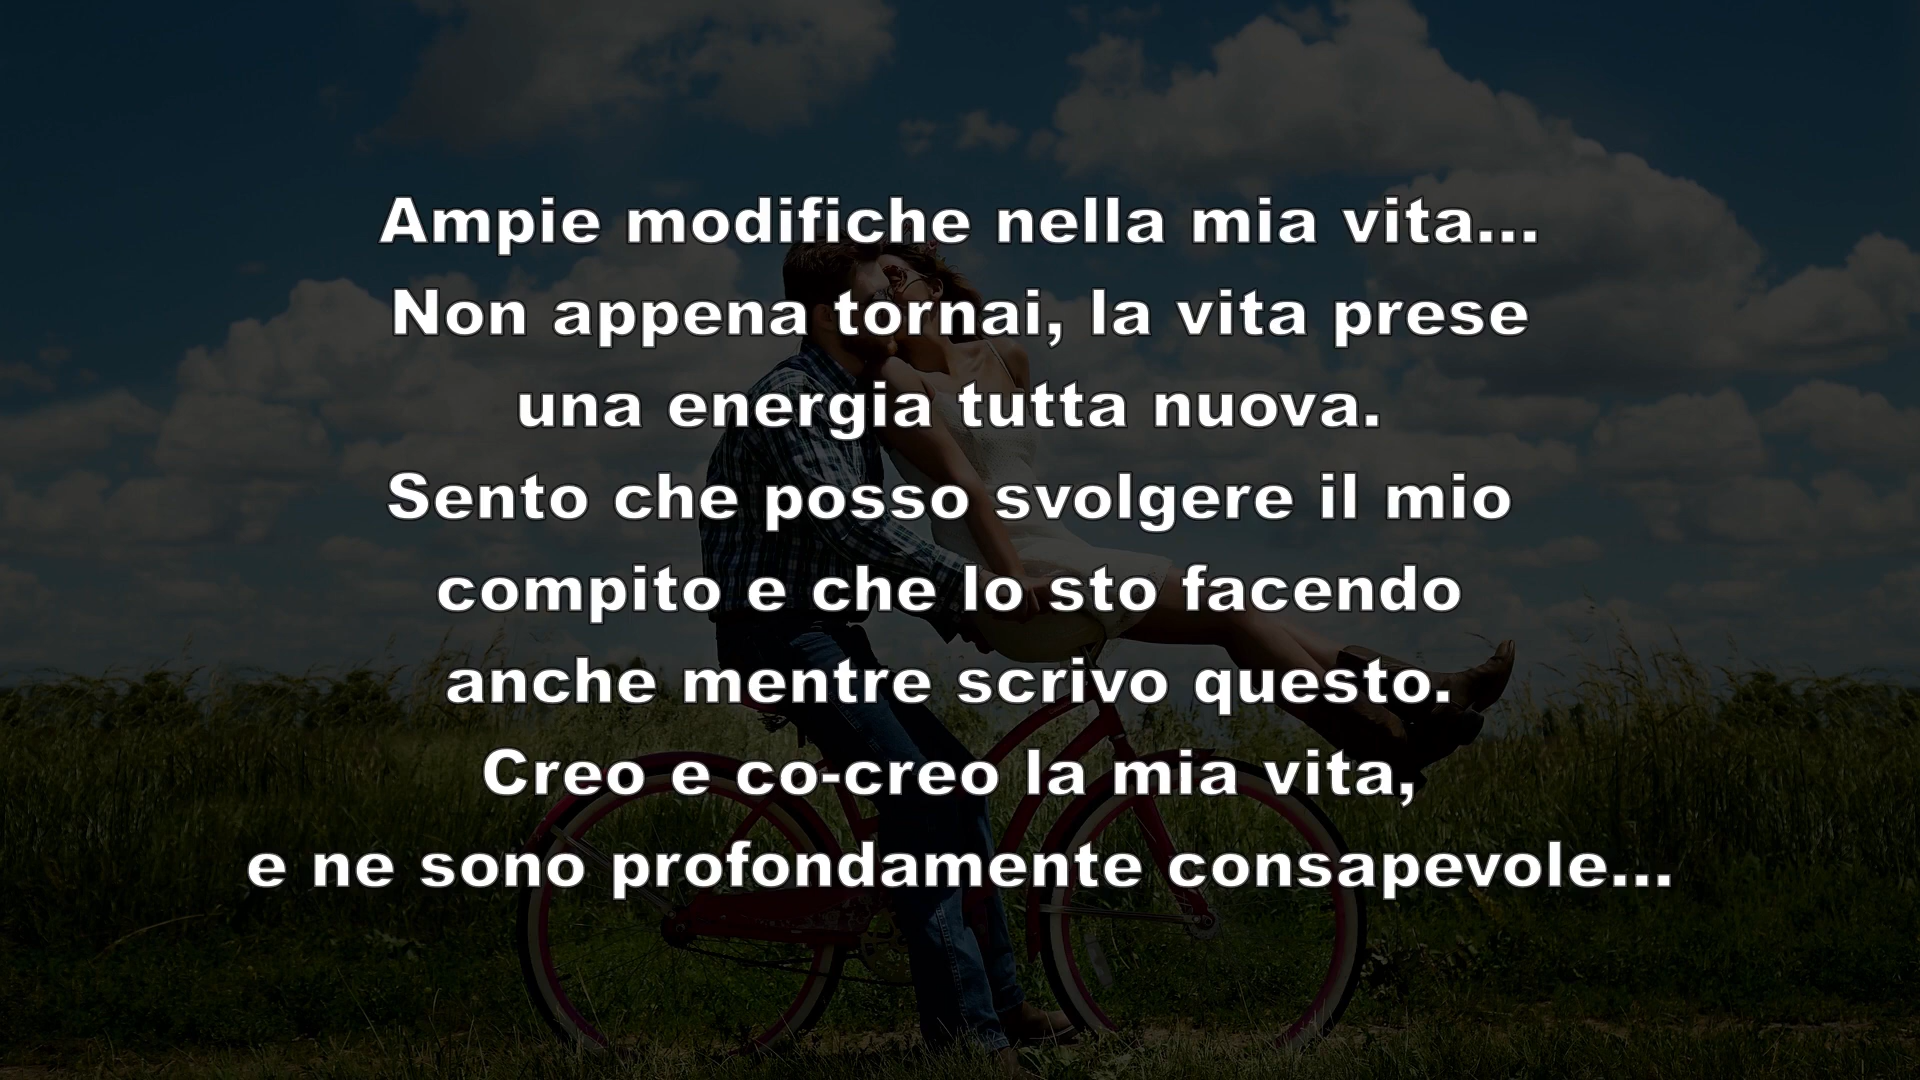 Ampie modifiche nella mia vita...
Non appena tornai, la vita prese
una energia tutta nuova.
Sento che posso svolgere il mio
compito e che lo sto facendo
anche mentre scrivo questo.
Creo e co-creo la mia vita,
e ne sono profondamente consapevole...